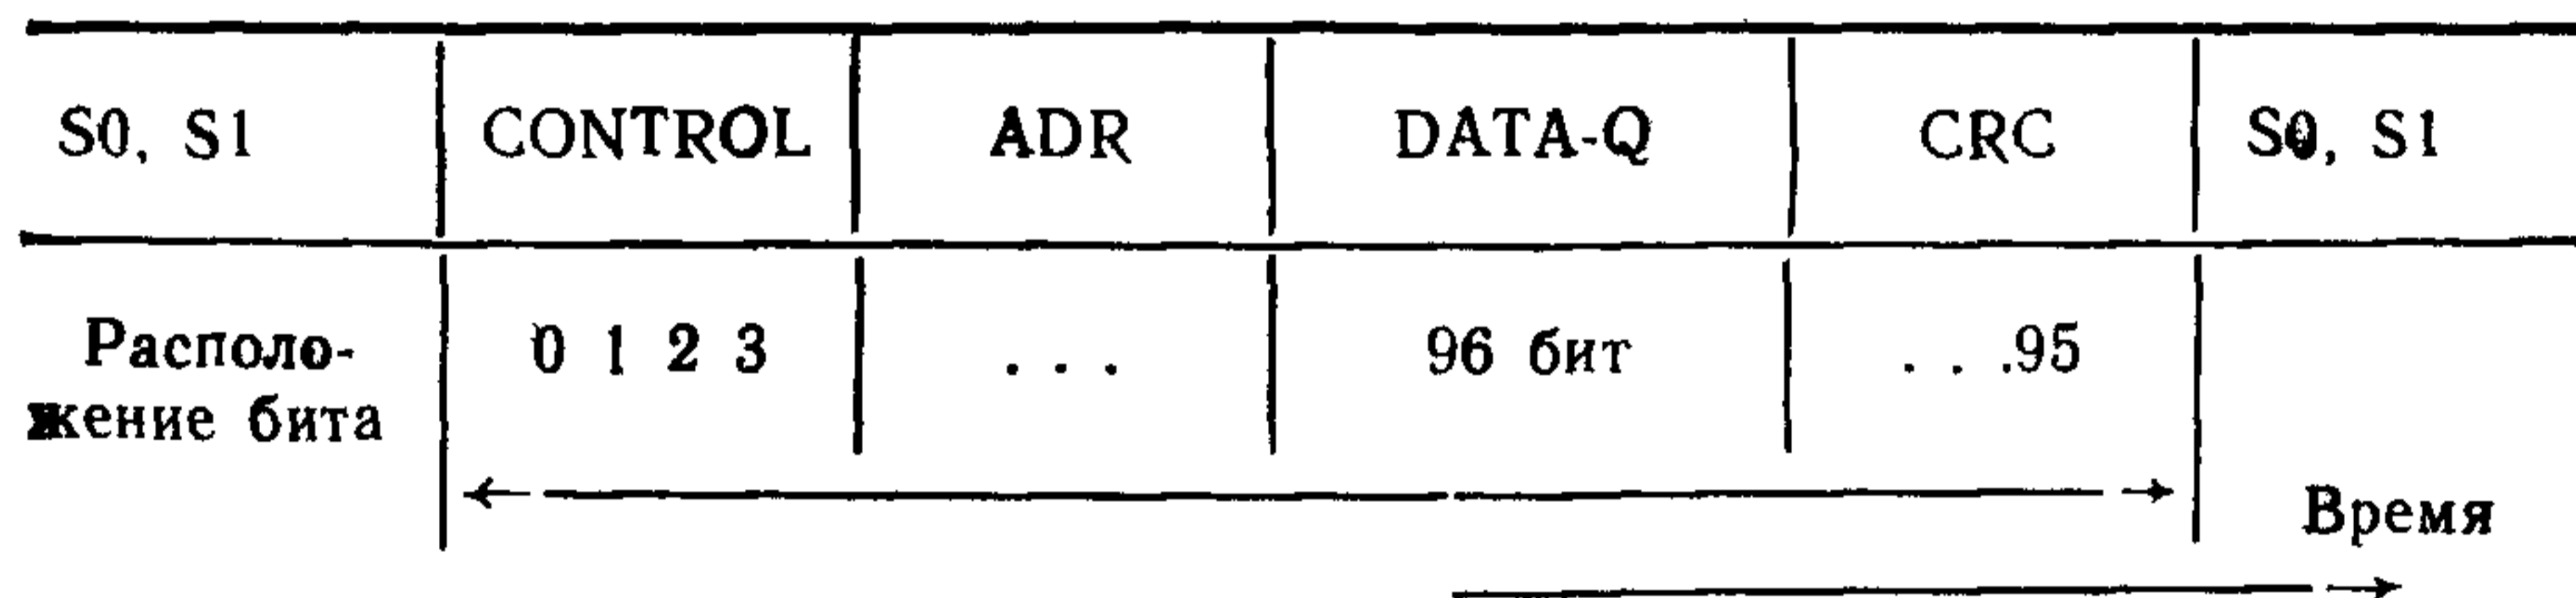 S0, S1 CONTROL ADR DATA-Q CRC S0, S1
Располо- 0 1 2 3 ... 96 бит . . .95
жение бита
Время